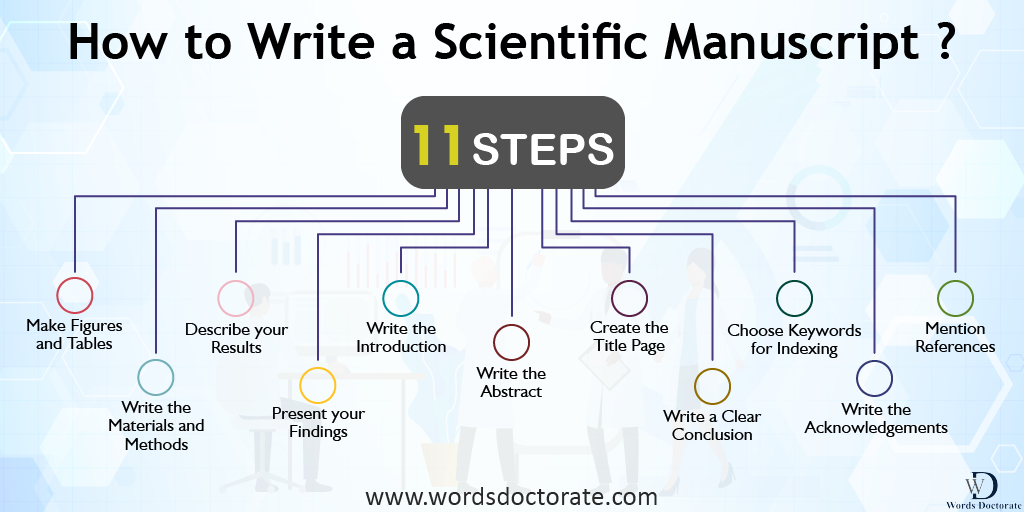 How to Write a Scientific Manuscript ?
11 STEPS
Make Figures
and Tables
Write the
Materials and
Methods
Describe your
Results
Present your
Findings
Write the
Introduction
Write the
Abstract
Create the
Title Page
Write a Clear
Conclusion
Choose Keywords
for Indexing
Write the
Acknowledgements
Mention
References
www.wordsdoctorate.com
WD
Words Doctorate